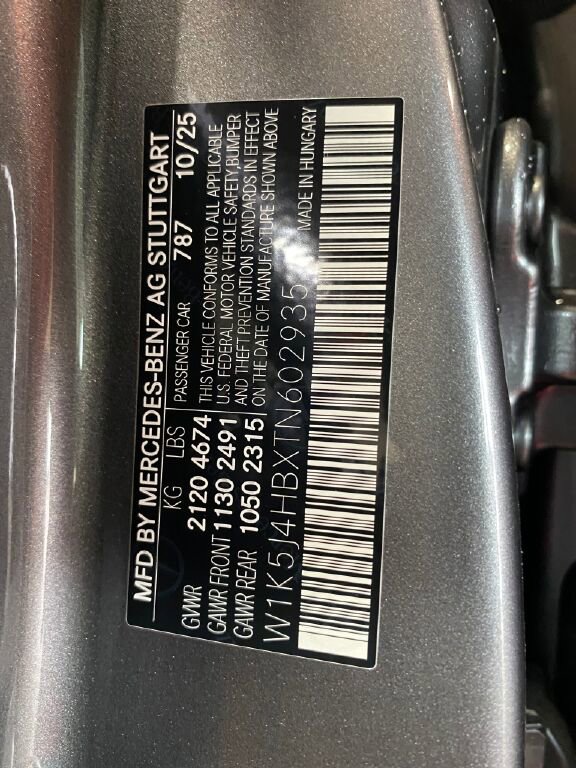 MFD BY MERCEDES-BENZ AG STUTTGART
KG LBS PASSENGER CAR 787 10/25
GVWR 2120 4674 THIS VEHICLE CONFORMS TO ALL APPLICABLE
U.S. FEDERAL MOTOR VEHICLE SAFETY, BUMPER
GAWR FRONT 1130 2491 AND THEFT PREVENTION STANDARDS IN EFFECT
GAWR REAR 1050 2315 ON THE DATE OF MANUFACTURE SHOWN ABOVE
W1K5J4HBXTN602935 MADE IN HUNGARY